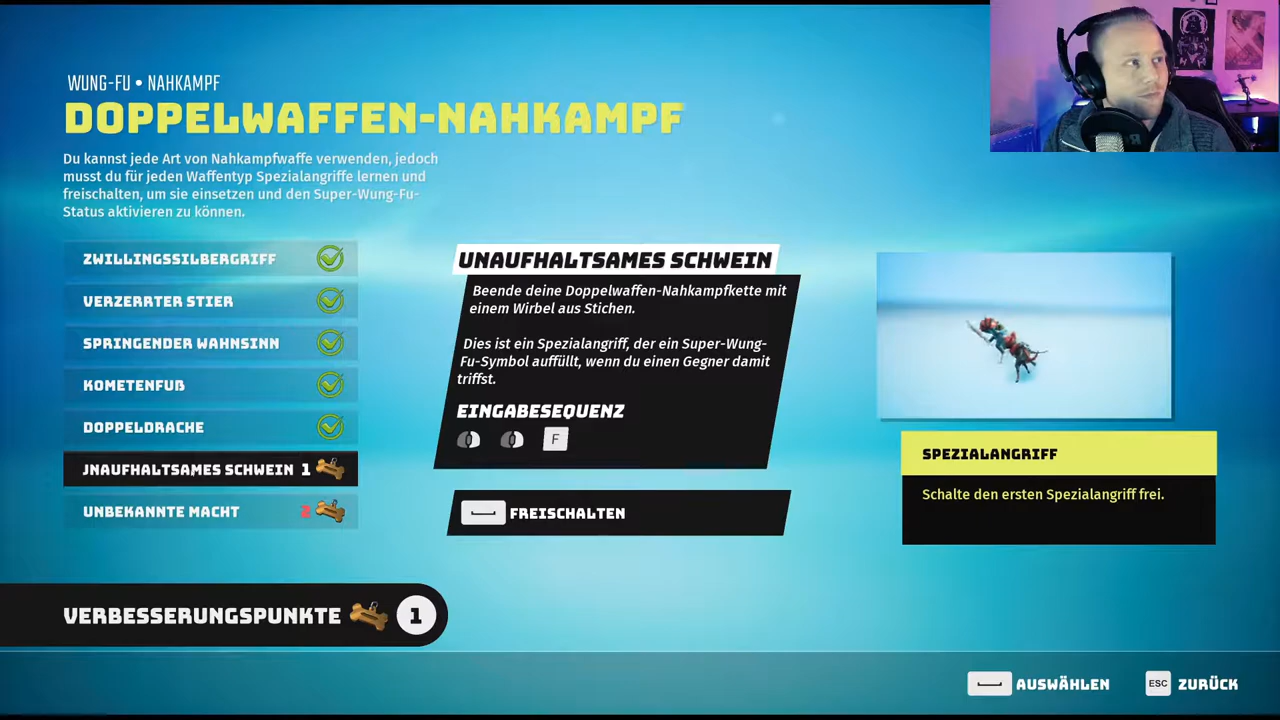 WUNG-FU • NAHKAMPF
DOPPELWAFFEN-NAHKAMPF
Du kannst jede Art von Nahkampfwaffe verwenden, jedoch
musst du für jeden Waffentyp Spezialangriffe lernen und
freischalten, um sie einsetzen und den Super-Wung-Fu-
Status aktivieren zu können.
ZWILLINGSSILBERGRIFF
VERZERRTER STIER
SPRINGENDER WAHNSINN
KOMETENFUß
DOPPELDRACHE
JNAUFHALTSAMES SCHWEIN 1
UNBEKANNTE MACHT 2
VERBESSERUNGSPUNKTE 1
UNAUFHALTSAMES SCHWEIN
Beende deine Doppelwaffen-Nahkampfkette mit
einem Wirbel aus Stichen.
Dies ist ein Spezialangriff, der ein Super-Wung-
Fu-Symbol auffüllt, wenn du einen Gegner damit
triffst.
EINGABESEQUENZ
F
FREISCHALTEN
SPEZIALANGRIFF
Schalte den ersten Spezialangriff frei.
AUSWÄHLEN
ESC ZURÜCK